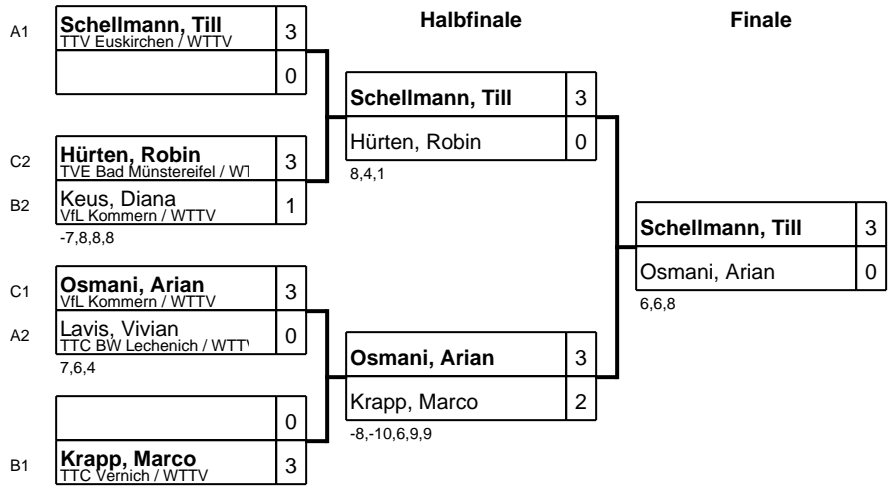 Halbfinale
Finale
A1
Schellmann, Till
3
TTV Euskirchen / WTTV
0
C2
Hürten, Robin
3
TVE Bad Münstereifel / WT
B2
Keus, Diana
1
VfL Kommern / WTTV
-7,8,8,8
C1
Osmani, Arian
3
VfL Kommern / WTTV
A2
Lavis, Vivian
0
TTC BW Lechenich / WTT
7,6,4
0
B1
Krapp, Marco
3
TTC Vernich / WTTV
Schellmann, Till
3
Hürten, Robin
0
8,4,1
Osmani, Arian
3
Krapp, Marco
2
-8,-10,6,9,9
Schellmann, Till
3
Osmani, Arian
0
6,6,8